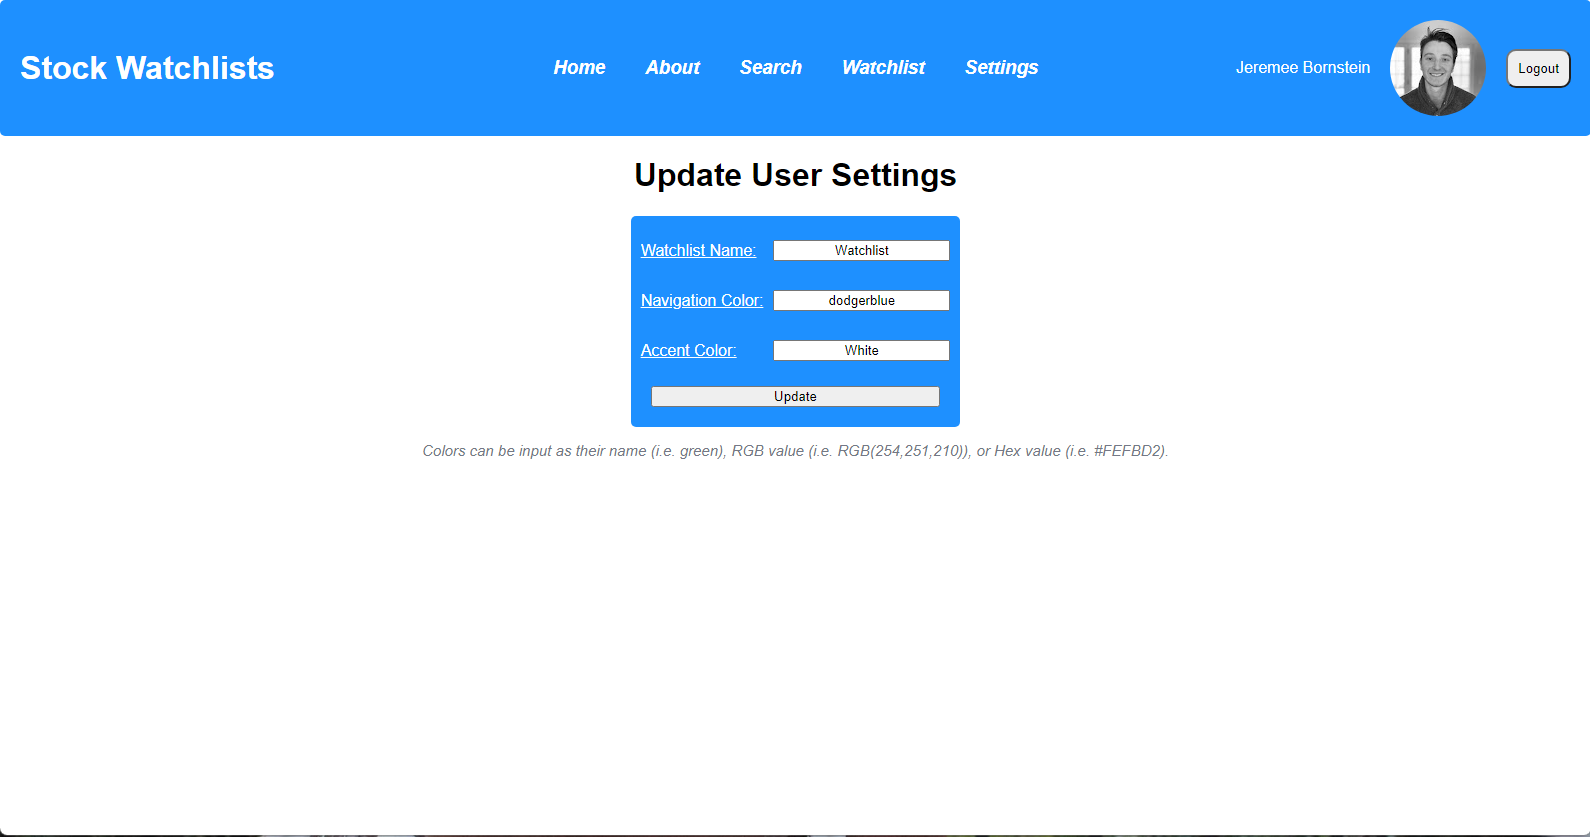 Stock Watchlists
Home About Search Watchlist Settings
Jeremee Bornstein
Logout
Update User Settings
Watchlist Name: Watchlist
Navigation Color: dodgerblue
Accent Color: White
Update
Colors can be input as their name (i.e. green), RGB value (i.e. RGB(254,251,210)), or Hex value (i.e. #FEFBD2).